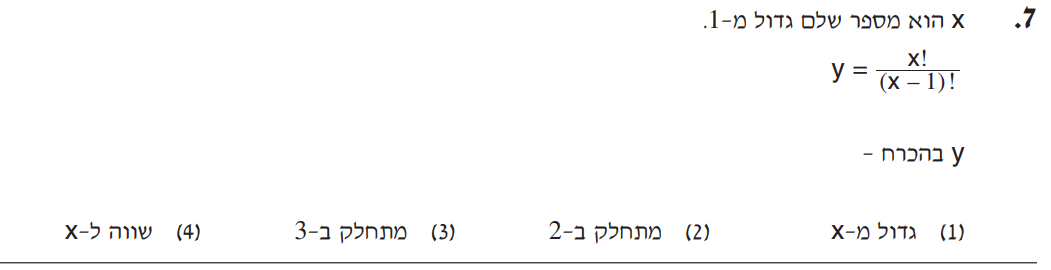 7. x הוא מספר שלם גדול מ-1.
y = x! / (x – 1)!
y בהכרח -
(1) גדול מ-x (2) מתחלק ב-2 (3) מתחלק ב-3 (4) שווה ל-x